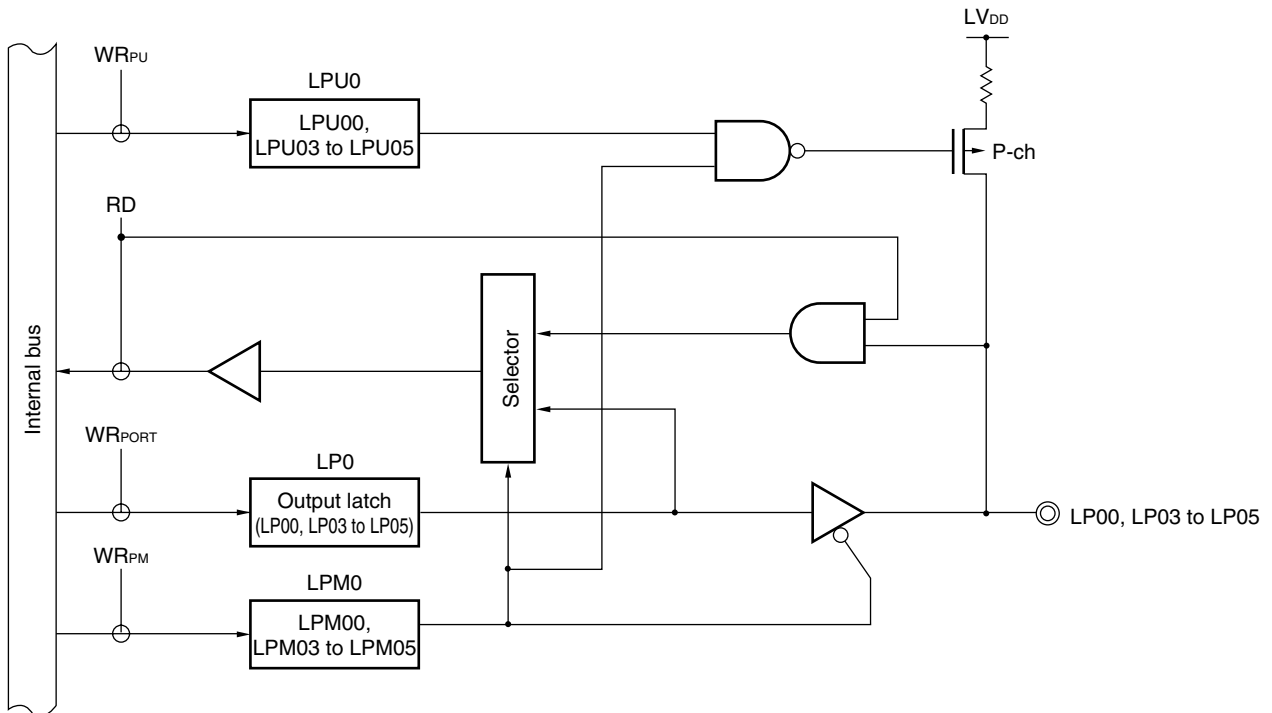 LVDD
WRPU
LPU0
LPU00,
LPU03 to LPU05
P-ch
RD
Internal bus
Selector
WRPORT
LP0
Output latch
(LP00, LP03 to LP05)
LP00, LP03 to LP05
WRPM
LPM0
LPM00,
LPM03 to LPM05